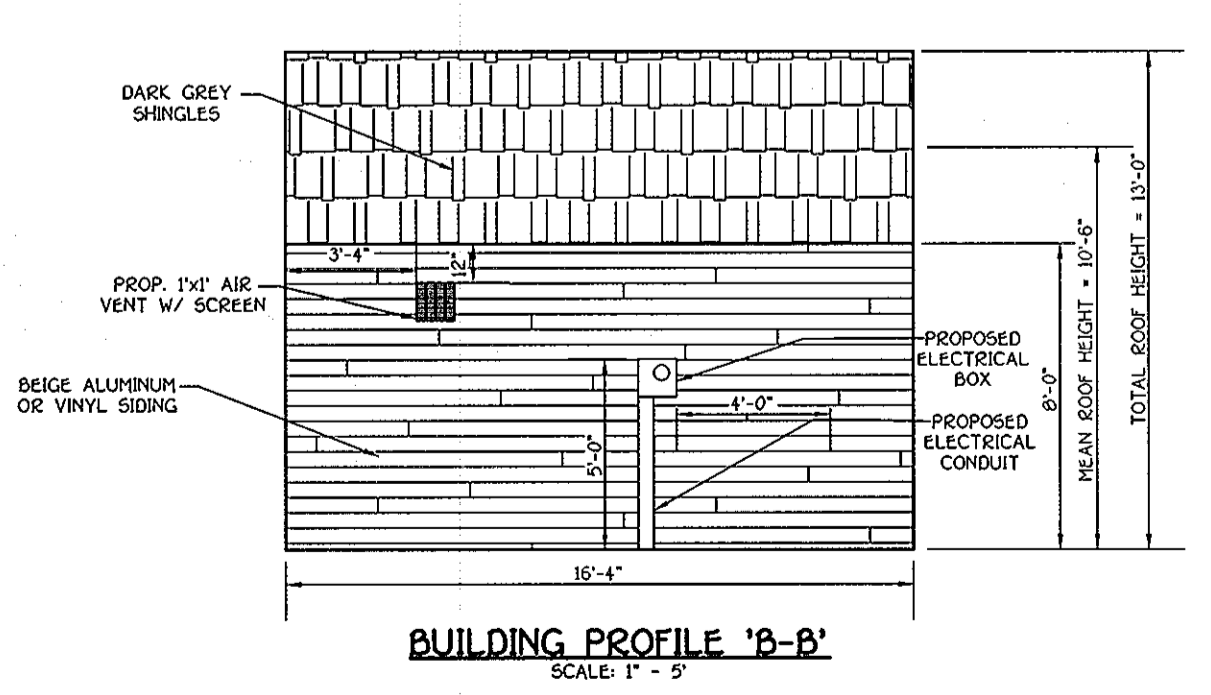 DARK GREY
SHINGLES
3'-4"
12"
PROP. 1'x1' AIR
VENT W/ SCREEN
BEIGE ALUMINUM
OR VINYL SIDING
PROPOSED
ELECTRICAL
BOX
4'-0"
PROPOSED
ELECTRICAL
CONDUIT
5'-0"
8'-0"
MEAN ROOF HEIGHT = 10'-6"
TOTAL ROOF HEIGHT = 13'-0"
16'-4"
BUILDING PROFILE 'B-B'
SCALE: 1" - 5'